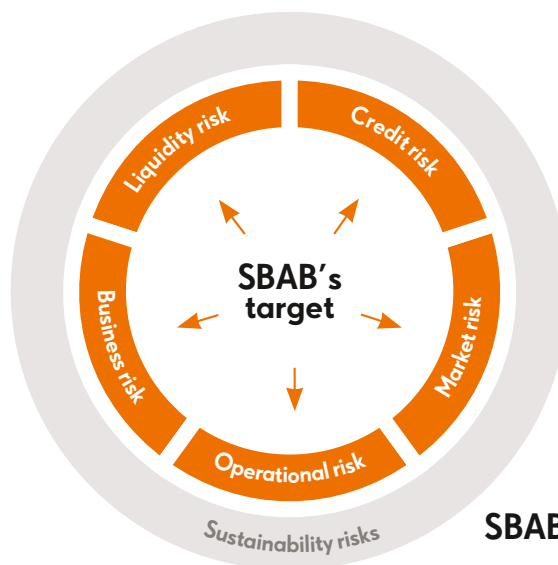 Liquidity risk
Credit risk
SBAB's
target
Business risk
Market risk
Operational risk
Sustainability risks
SBAB